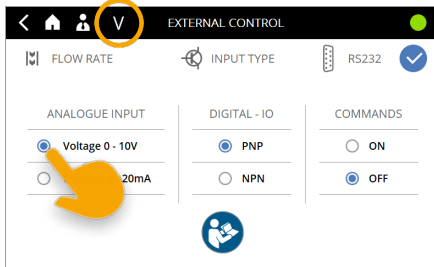 V EXTERNAL CONTROL
FLOW RATE INPUT TYPE RS232
ANALOGUE INPUT DIGITAL - IO COMMANDS
Voltage 0 - 10V PNP ON
20mA NPN OFF